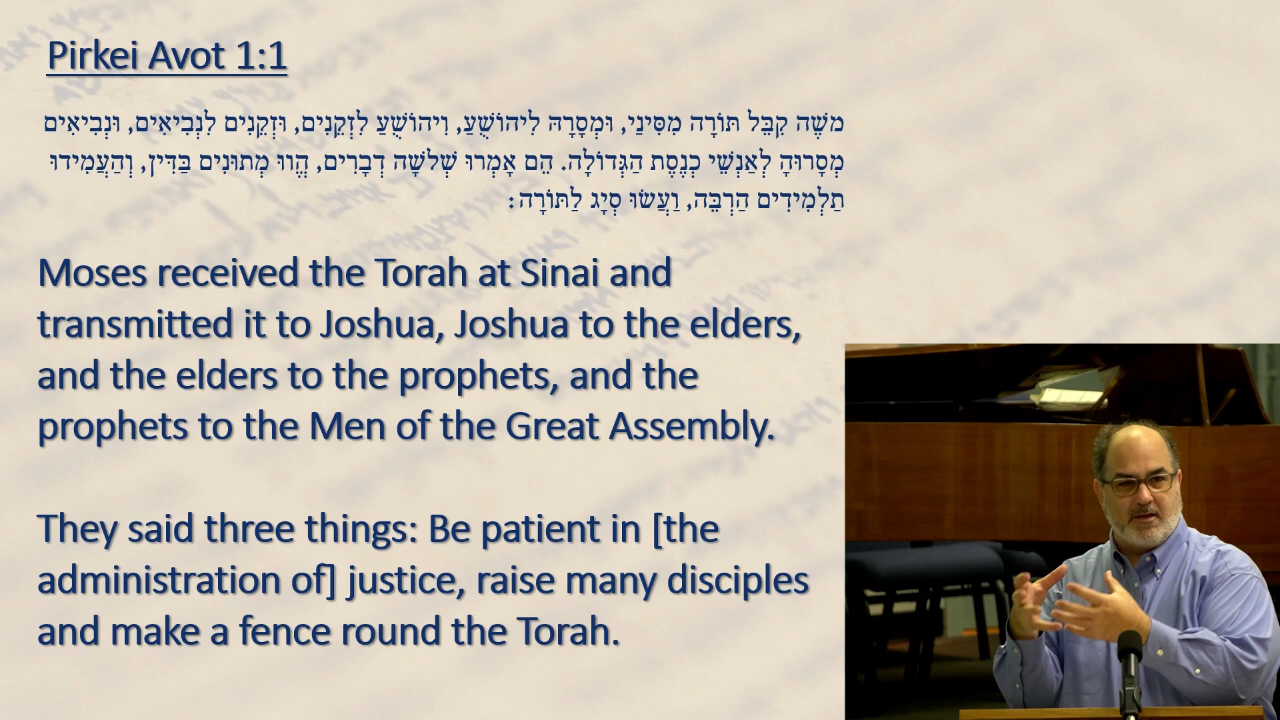 Pirkei Avot 1:1
משֶׁה קִבֵּל תּוֹרָה מִסִּינַי, וּמְסָרָהּ לִיהוֹשֻׁעַ, וִיהוֹשֻׁעַ לִזְקֵנִים, וּזְקֵנִים לִנְבִיאִים, וּנְבִיאִים
מְסָרוּהָ לְאַנְשֵׁי כְנֶסֶת הַגְּדוֹלָה. הֵם אָמְרוּ שְׁלשָׁה דְבָרִים, הֱווּ מְתוּנִים בַּדִּין, וְהַעֲמִידוּ
תַלְמִידִים הַרְבֵּה, וַעֲשׂוּ סְיָג לַתּוֹרָה:
Moses received the Torah at Sinai and
transmitted it to Joshua, Joshua to the elders,
and the elders to the prophets, and the
prophets to the Men of the Great Assembly.
They said three things: Be patient in [the
administration of] justice, raise many disciples
and make a fence round the Torah.